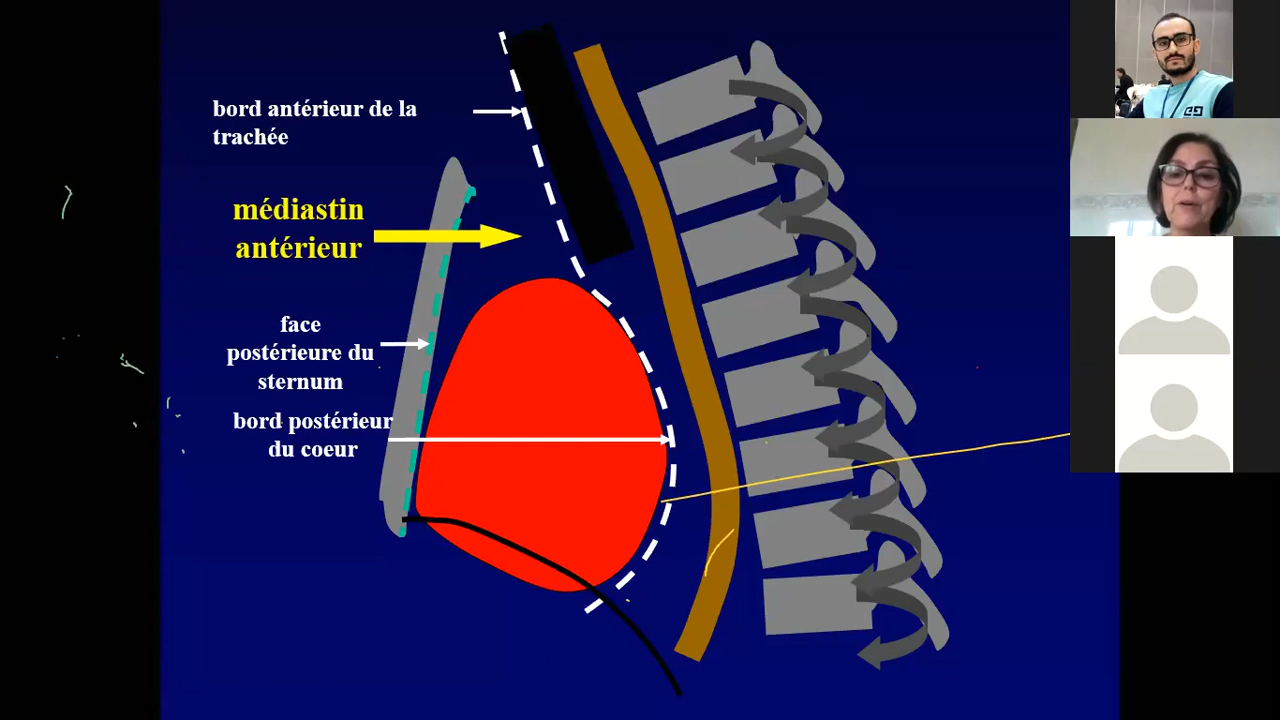 bord antérieur de la
trachée
médiastin
antérieur
face
postérieure du
sternum
bord postérieur
du coeur